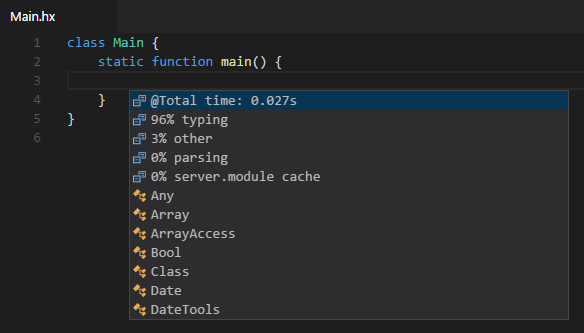 Main.hx
1 class Main {
2 static function main() {
3
4 }
5 }
6
@Total time: 0.027s
96% typing
3% other
0% parsing
0% server.module cache
Any
Array
ArrayAccess
Bool
Class
Date
DateTools